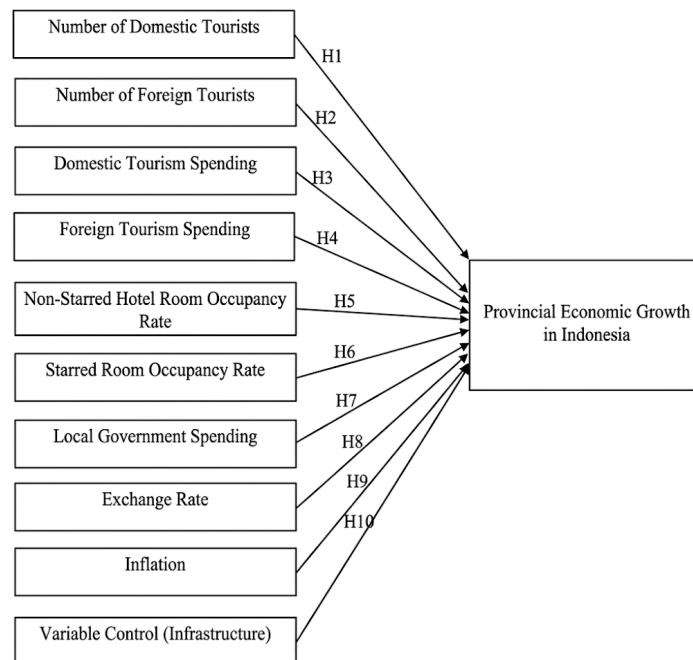 Number of Domestic Tourists
H1
Number of Foreign Tourists
H2
Domestic Tourism Spending
H3
Foreign Tourism Spending
H4
Non-Starred Hotel Room Occupancy
Rate
H5
Starred Room Occupancy Rate
H6
Local Government Spending
H7
Exchange Rate
H8
Inflation
H9
Variable Control (Infrastructure)
H10
Provincial Economic Growth
in Indonesia